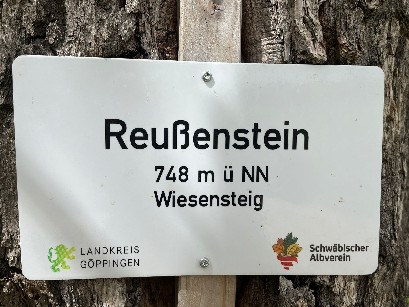 Reußenstein
748 m ü NN
Wiesensteig
LANDKREIS
GÖPPINGEN
Schwäbischer
Albverein